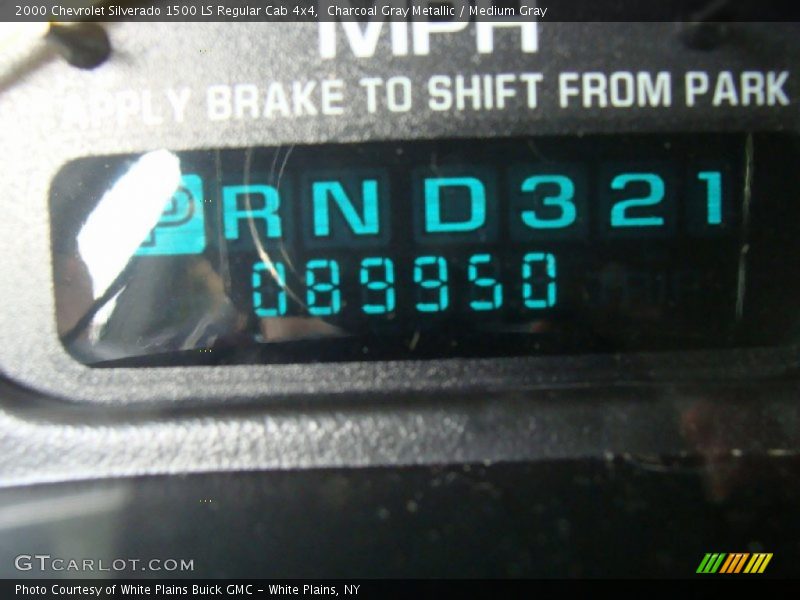 2000 Chevrolet Silverado 1500 LS Regular Cab 4x4,  Charcoal Gray Metallic / Medium Gray
MPH
APPLY BRAKE TO SHIFT FROM PARK
P R N D 3 2 1
089950
GTCARLOT.COM
Photo Courtesy of White Plains Buick GMC - White Plains, NY